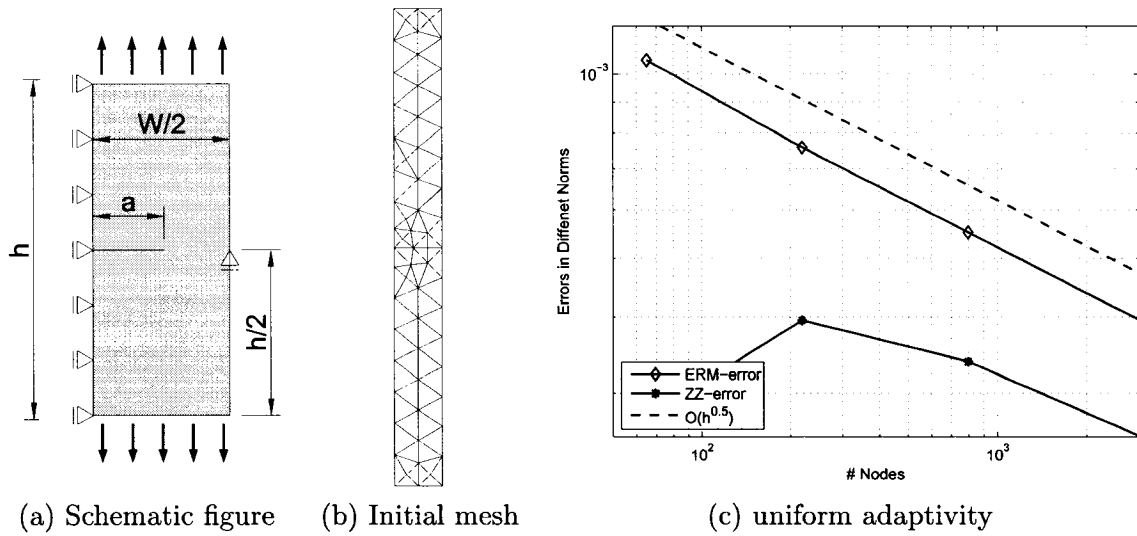 W/2
a
h
h/2
(a) Schematic figure
(b) Initial mesh
10^-3
Errors in Diffenet Norms
ERM-error
ZZ-error
O(h^0.5)
10^2
10^3
# Nodes
(c) uniform adaptivity